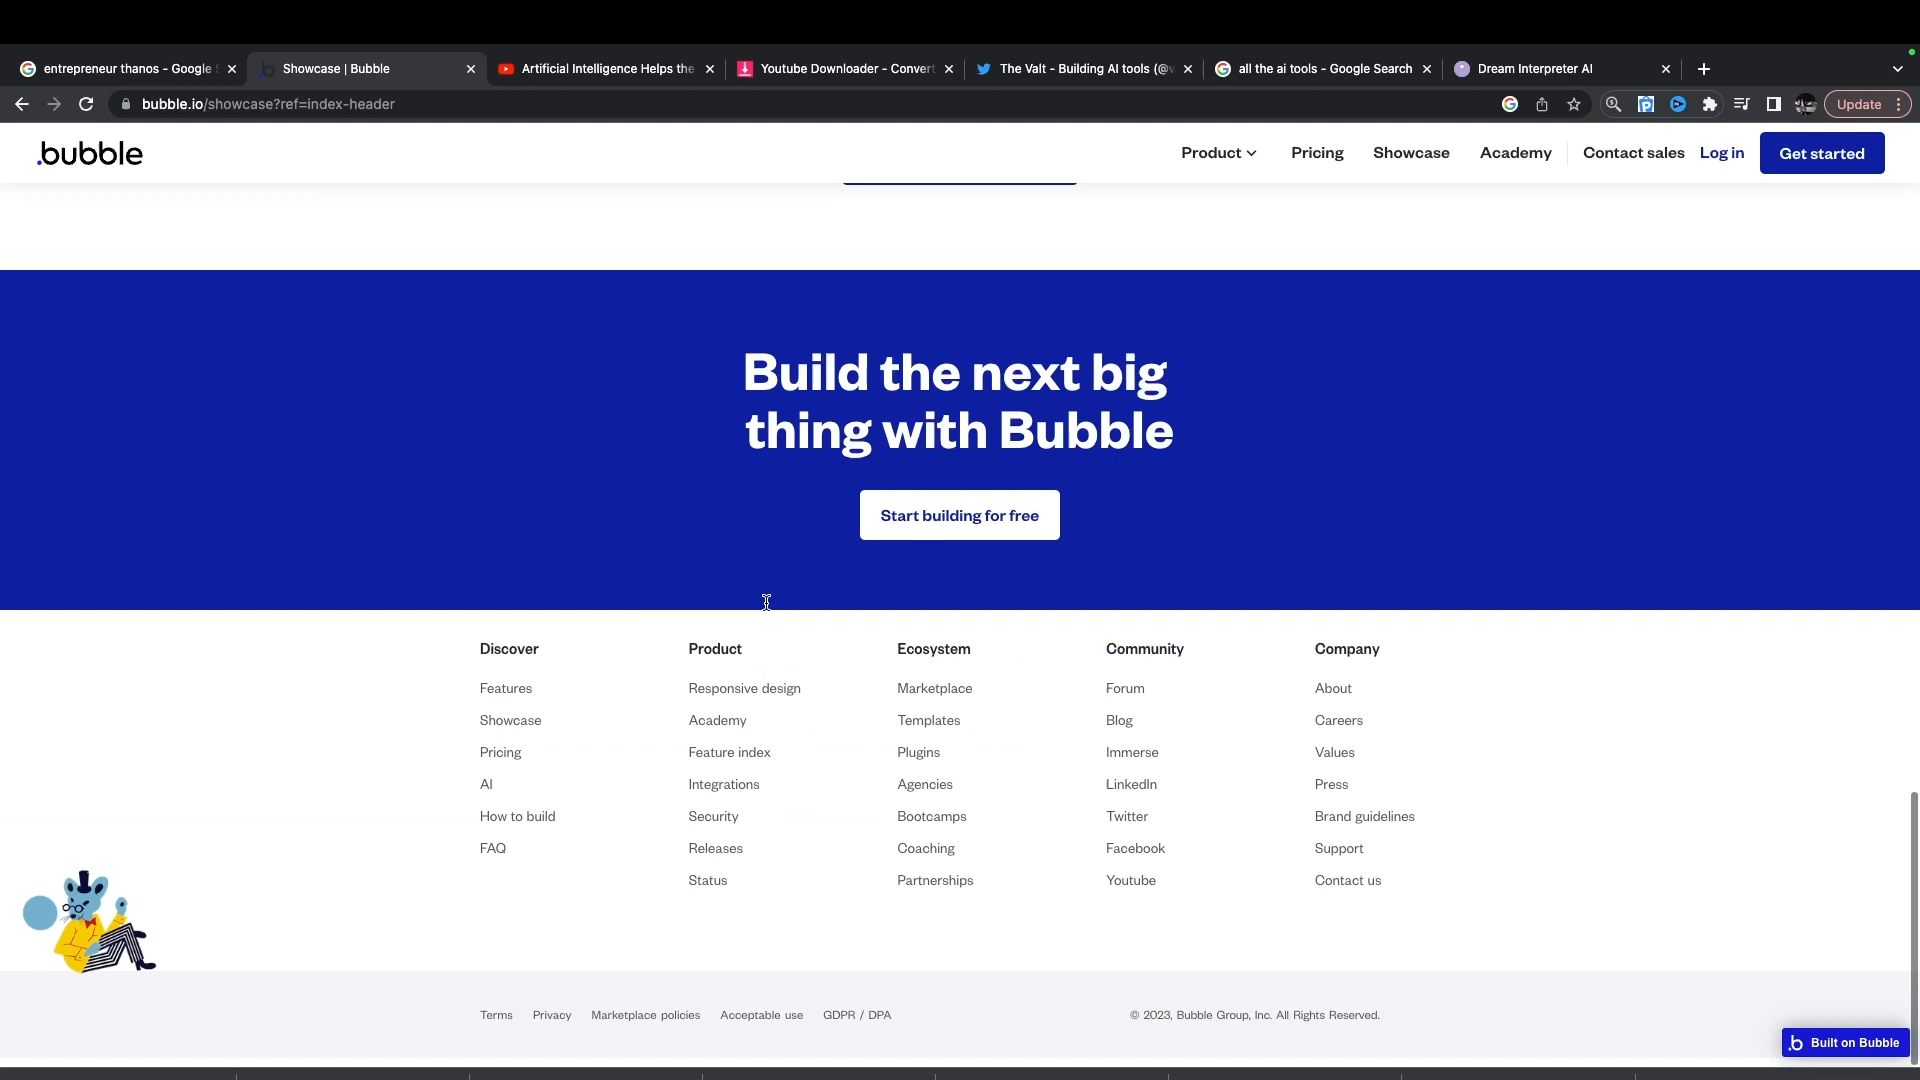 entrepreneur thanos - Google S
Showcase | Bubble
Artificial Intelligence Helps the
Youtube Downloader - Convert
The Valt - Building AI tools (@v
all the ai tools - Google Search
Dream Interpreter AI
bubble.io/showcase?ref=index-header
Update
.bubble
Product
Pricing
Showcase
Academy
Contact sales
Log in
Get started
Build the next big
thing with Bubble
Start building for free
Discover
Features
Showcase
Pricing
AI
How to build
FAQ
Product
Responsive design
Academy
Feature index
Integrations
Security
Releases
Status
Ecosystem
Marketplace
Templates
Plugins
Agencies
Bootcamps
Coaching
Partnerships
Community
Forum
Blog
Immerse
LinkedIn
Twitter
Facebook
Youtube
Company
About
Careers
Values
Press
Brand guidelines
Support
Contact us
Terms
Privacy
Marketplace policies
Acceptable use
GDPR / DPA
© 2023, Bubble Group, Inc. All Rights Reserved.
.b Built on Bubble